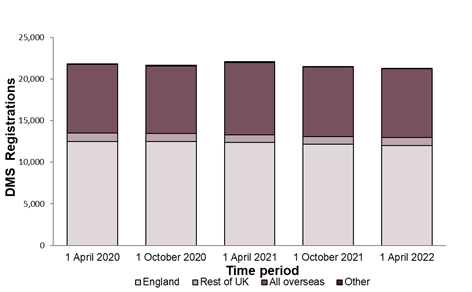 25,000
20,000
15,000
10,000
5,000
0
DMS Registrations
1 April 2020 1 October 2020 1 April 2021 1 October 2021 1 April 2022
Time period
England Rest of UK All overseas Other